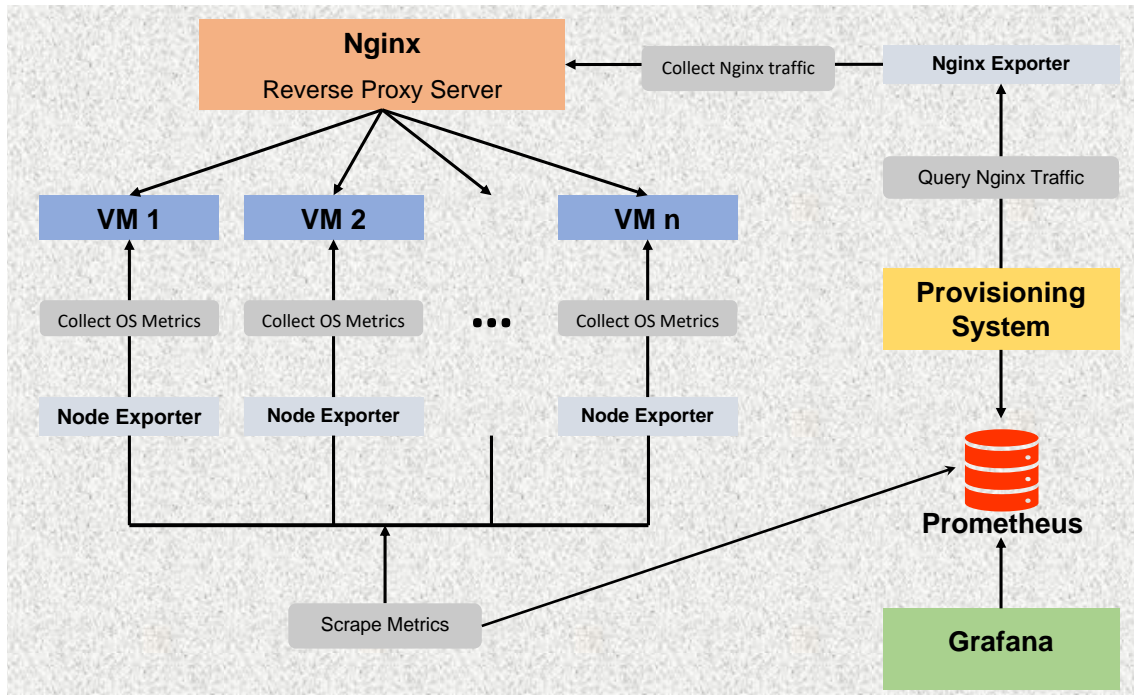 Nginx
Reverse Proxy Server
Collect Nginx traffic
Nginx Exporter
Query Nginx Traffic
VM 1
VM 2
VM n
Provisioning
System
Collect OS Metrics
Collect OS Metrics
...
Collect OS Metrics
Node Exporter
Node Exporter
Node Exporter
Prometheus
Scrape Metrics
Grafana